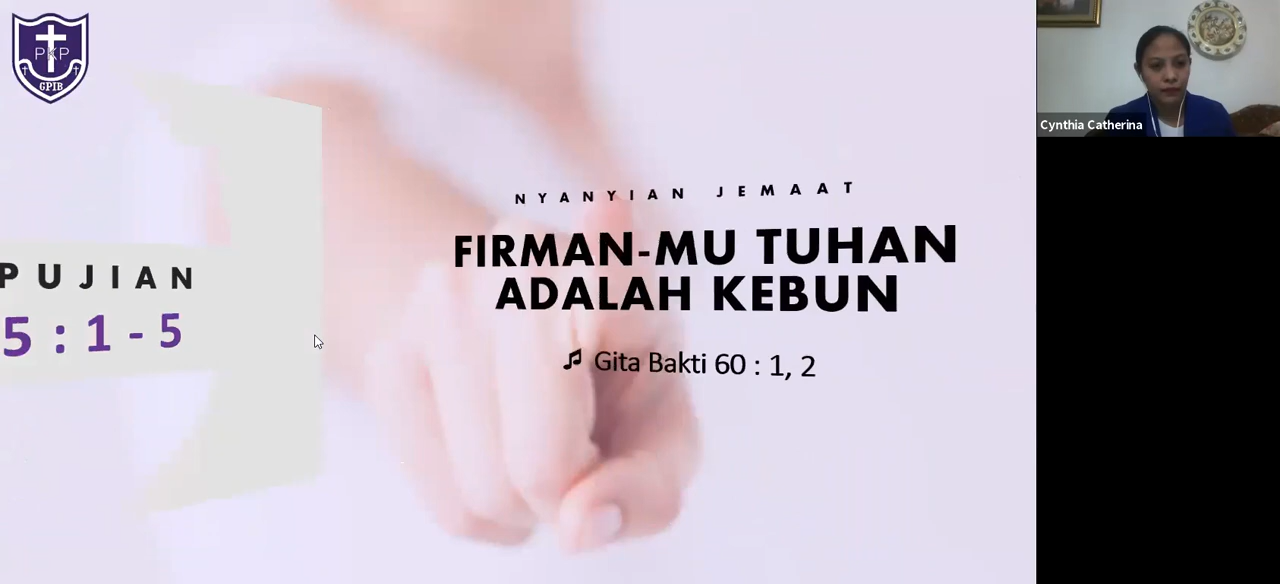 PKP
GPIB
PUJIAN
5 : 1 - 5
NYANYIAN JEMAAT
FIRMAN-MU TUHAN
ADALAH KEBUN
Gita Bakti 60 : 1, 2
Cynthia Catherina